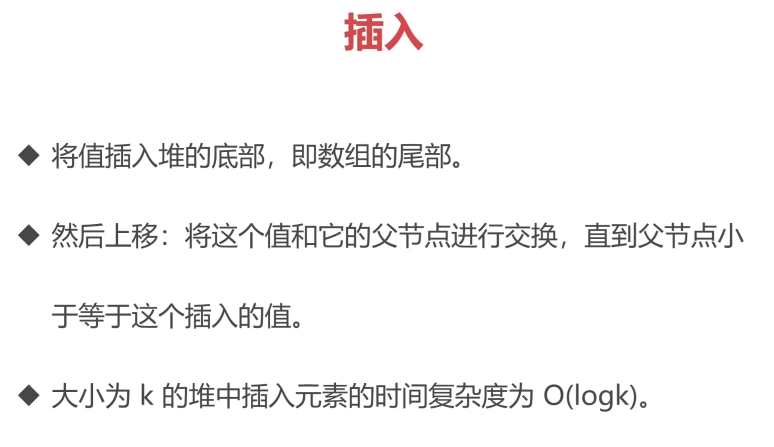 插入
◆ 将值插入堆的底部，即数组的尾部。
◆ 然后上移：将这个值和它的父节点进行交换，直到父节点小
于等于这个插入的值。
◆ 大小为 k 的堆中插入元素的时间复杂度为 O(logk)。